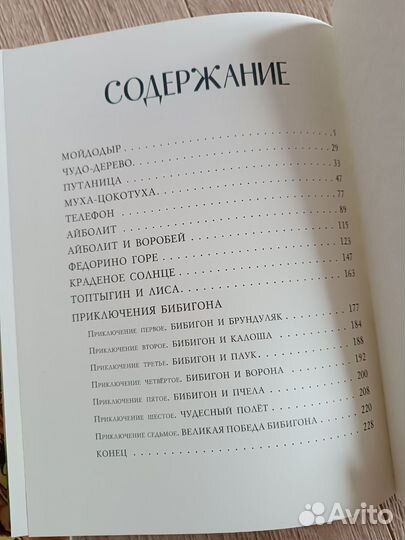 СОДЕРЖАНИЕ
МОЙДОДЫР 5
ЧУДО-ДЕРЕВО 29
ПУТАНИЦА 33
МУХА-ЦОКОТУХА 47
ТЕЛЕФОН 77
АЙБОЛИТ 89
АЙБОЛИТ И ВОРОБЕЙ 115
ФЕДОРИНО ГОРЕ 123
КРАДЕНОЕ СОЛНЦЕ 147
ТОПТЫГИН И ЛИСА 163
ПРИКЛЮЧЕНИЯ БИБИГОНА
Приключение первое. БИБИГОН И БРУНДУЛЯК 177
Приключение второе. БИБИГОН И КАЛОША 184
Приключение третье. БИБИГОН И ПАУК 188
Приключение четвёртое. БИБИГОН И ВОРОНА 192
Приключение пятое. БИБИГОН И ПЧЕЛА 200
Приключение шестое. ЧУДЕСНЫЙ ПОЛЁТ 208
Приключение седьмое. ВЕЛИКАЯ ПОБЕДА БИБИГОНА 220
КОНЕЦ 228
Avito